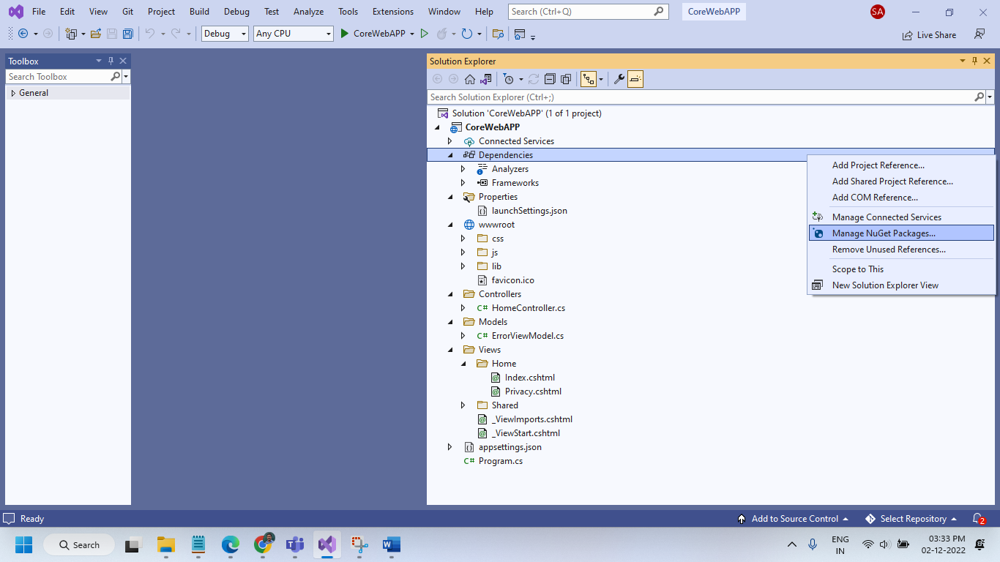 File Edit View Git Project Build Debug Test Analyze Tools Extensions Window Help Search (Ctrl+Q) CoreWebAPP SA
Debug Any CPU CoreWebAPP Live Share
Toolbox
Search Toolbox
General
Solution Explorer
Search Solution Explorer (Ctrl+;)
Solution 'CoreWebAPP' (1 of 1 project)
CoreWebAPP
Connected Services
Dependencies
Analyzers
Frameworks
Properties
launchSettings.json
wwwroot
css
js
lib
favicon.ico
Controllers
C# HomeController.cs
Models
C# ErrorViewModel.cs
Views
Home
Index.cshtml
Privacy.cshtml
Shared
_ViewImports.cshtml
_ViewStart.cshtml
appsettings.json
C# Program.cs
Add Project Reference...
Add Shared Project Reference...
Add COM Reference...
Manage Connected Services
Manage NuGet Packages...
Remove Unused References...
Scope to This
New Solution Explorer View
Ready Add to Source Control Select Repository 2
Search
ENG
IN
03:33 PM
02-12-2022